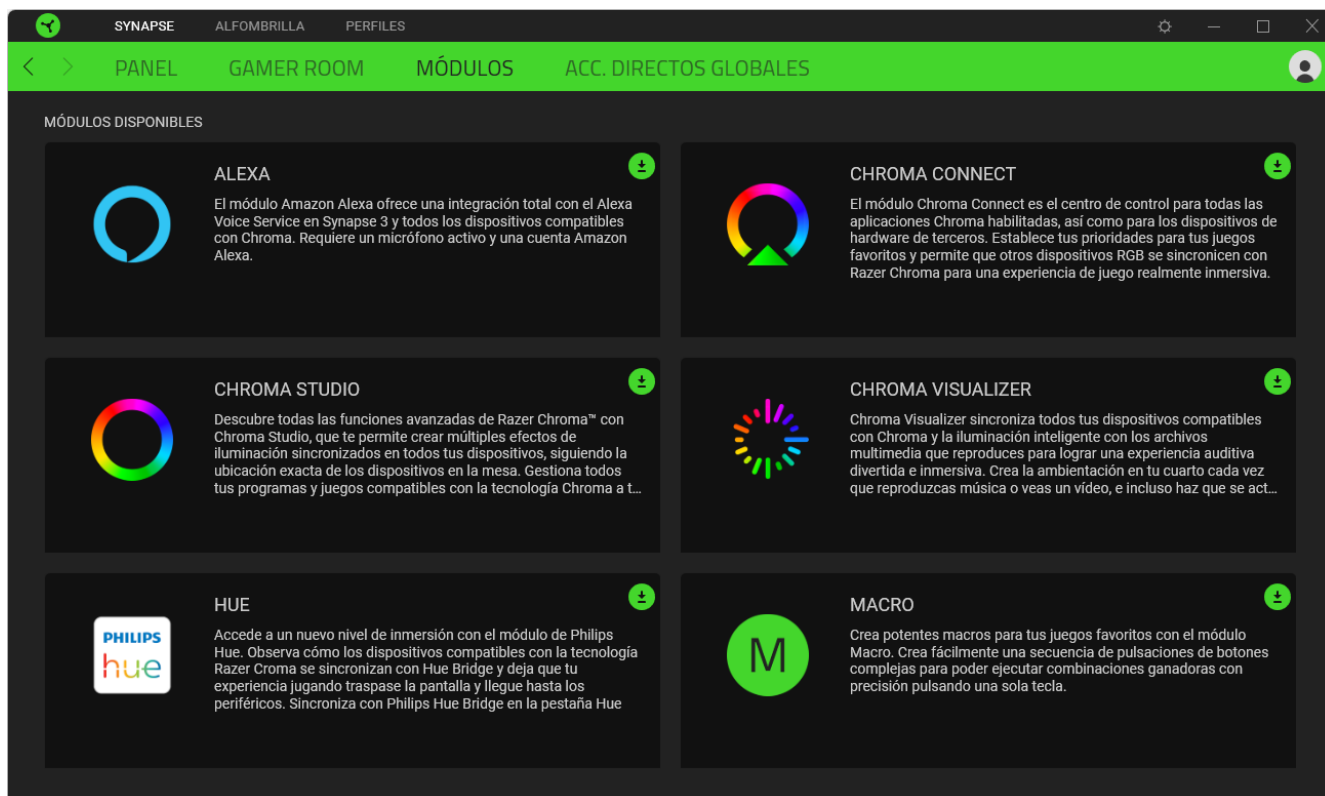 SYNAPSE ALFOMBRILLA PERFILES
PANEL GAMER ROOM MÓDULOS ACC. DIRECTOS GLOBALES
MÓDULOS DISPONIBLES
ALEXA
El módulo Amazon Alexa ofrece una integración total con el Alexa
Voice Service en Synapse 3 y todos los dispositivos compatibles
con Chroma. Requiere un micrófono activo y una cuenta Amazon
Alexa.
CHROMA CONNECT
El módulo Chroma Connect es el centro de control para todas las
aplicaciones Chroma habilitadas, así como para los dispositivos de
hardware de terceros. Establece tus prioridades para tus juegos
favoritos y permite que otros dispositivos RGB se sincronicen con
Razer Chroma para una experiencia de juego realmente inmersiva.
CHROMA STUDIO
Descubre todas las funciones avanzadas de Razer Chroma™ con
Chroma Studio, que te permite crear múltiples efectos de
iluminación sincronizados en todos tus dispositivos, siguiendo la
ubicación exacta de los dispositivos en la mesa. Gestiona todos
tus programas y juegos compatibles con la tecnología Chroma a t...
CHROMA VISUALIZER
Chroma Visualizer sincroniza todos tus dispositivos compatibles
con Chroma y la iluminación inteligente con los archivos
multimedia que reproduces para lograr una experiencia auditiva
divertida e inmersiva. Crea la ambientación en tu cuarto cada vez
que reproduzcas música o veas un vídeo, e incluso haz que se act...
PHILIPS
hue
HUE
Accede a un nuevo nivel de inmersión con el módulo de Philips
Hue. Observa cómo los dispositivos compatibles con la tecnología
Razer Croma se sincronizan con Hue Bridge y deja que tu
experiencia jugando traspase la pantalla y llegue hasta los
periféricos. Sincroniza con Philips Hue Bridge en la pestaña Hue
M
MACRO
Crea potentes macros para tus juegos favoritos con el módulo
Macro. Crea fácilmente una secuencia de pulsaciones de botones
complejas para poder ejecutar combinaciones ganadoras con
precisión pulsando una sola tecla.